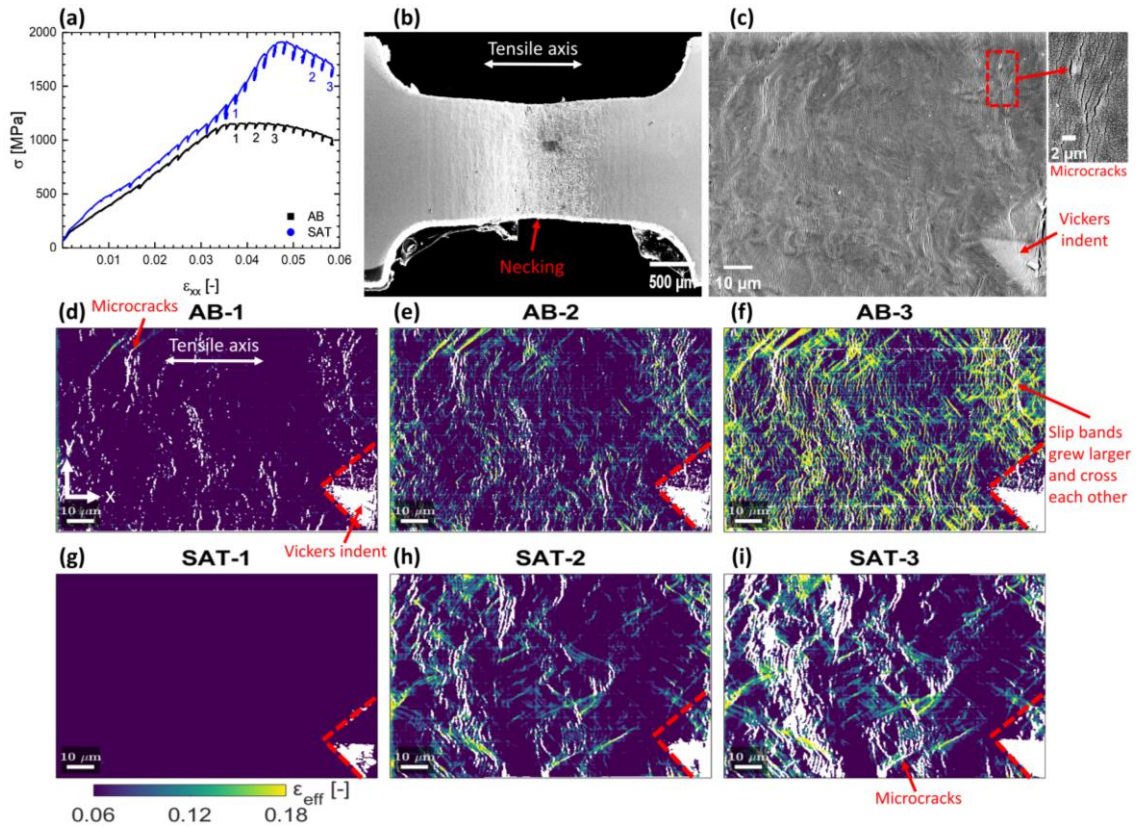 (a)
σ [MPa]
2000
1500
1000
500
0
1
2
3
1
2
3
AB
SAT
0.01 0.02 0.03 0.04 0.05 0.06
εxx [-]
(b)
Tensile axis
Necking
500 μm
(c)
10 μm
2 μm
Microcracks
Vickers
indent
(d) AB-1
Microcracks
Tensile axis
Y
X
10 μm
Vickers indent
(e) AB-2
10 μm
(f) AB-3
10 μm
Slip bands
grew larger
and cross
each other
(g) SAT-1
10 μm
(h) SAT-2
10 μm
(i) SAT-3
10 μm
Microcracks
εeff [-]
0.06 0.12 0.18